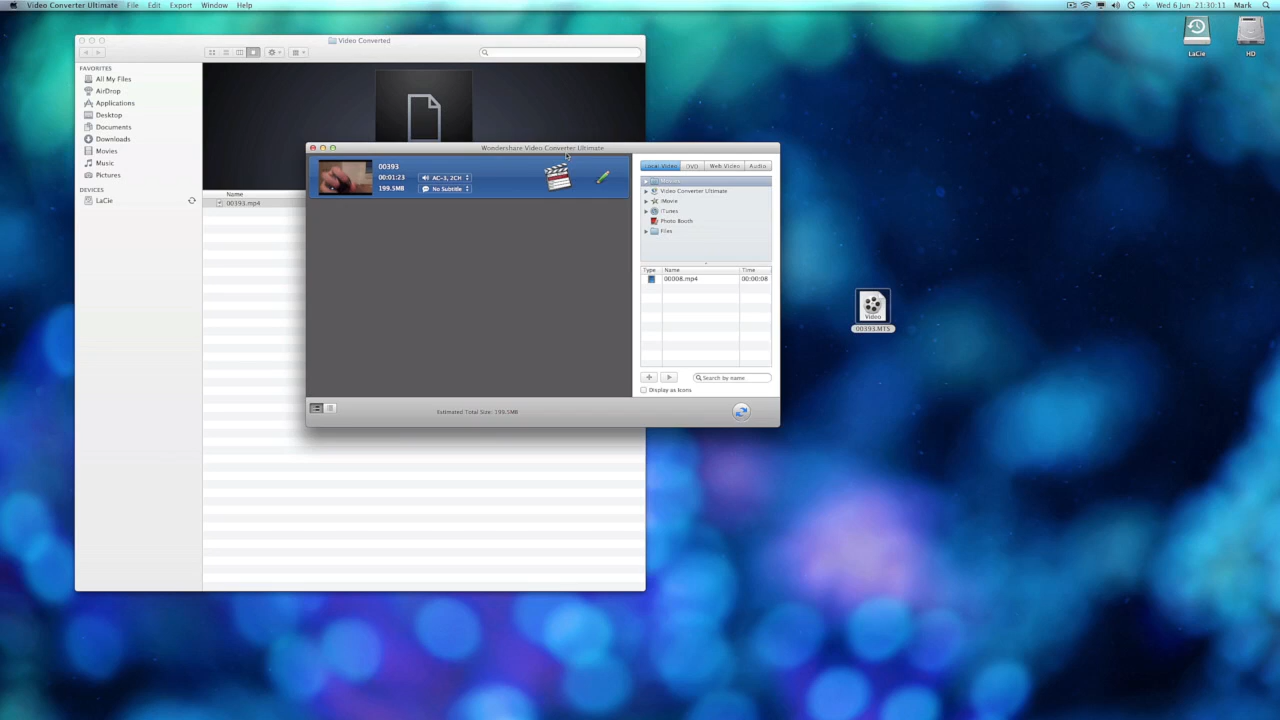 Video Converter Ultimate File Edit Export Window Help
Wed 6 Jun 21:30:11 Mark
LaCie
HD
Video Converted
FAVORITES
All My Files
AirDrop
Applications
Desktop
Documents
Downloads
Movies
Music
Pictures
DEVICES
LaCie
Name
00393.mp4
Wondershare Video Converter Ultimate
00393
00:01:23
AC-3, 2CH
199.5MB
No Subtitle
Local Video DVD Web Video Audio
Movies
Video Converter Ultimate
iMovie
iTunes
Photo Booth
Files
Type Name Time
00008.mp4 00:00:08
Search by name
Display as Icons
Estimated Total Size: 199.5MB
Video
00393.MTS